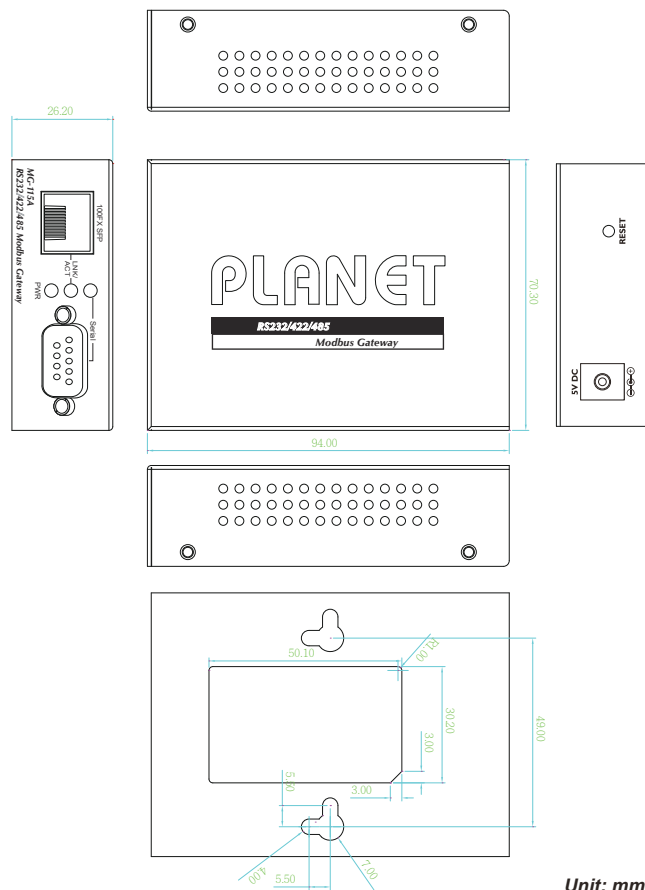 26.20
MG-115A
RS232/422/485 Modbus Gateway
100FX SFP
LNK/
ACT
PWR
Serial
PLANET
RS232/422/485
Modbus Gateway
70.30
94.00
RESET
5V DC
50.10
R1.00
30.20
49.00
3.00
3.00
5.50
4.00
5.50
7.00
Unit: mm